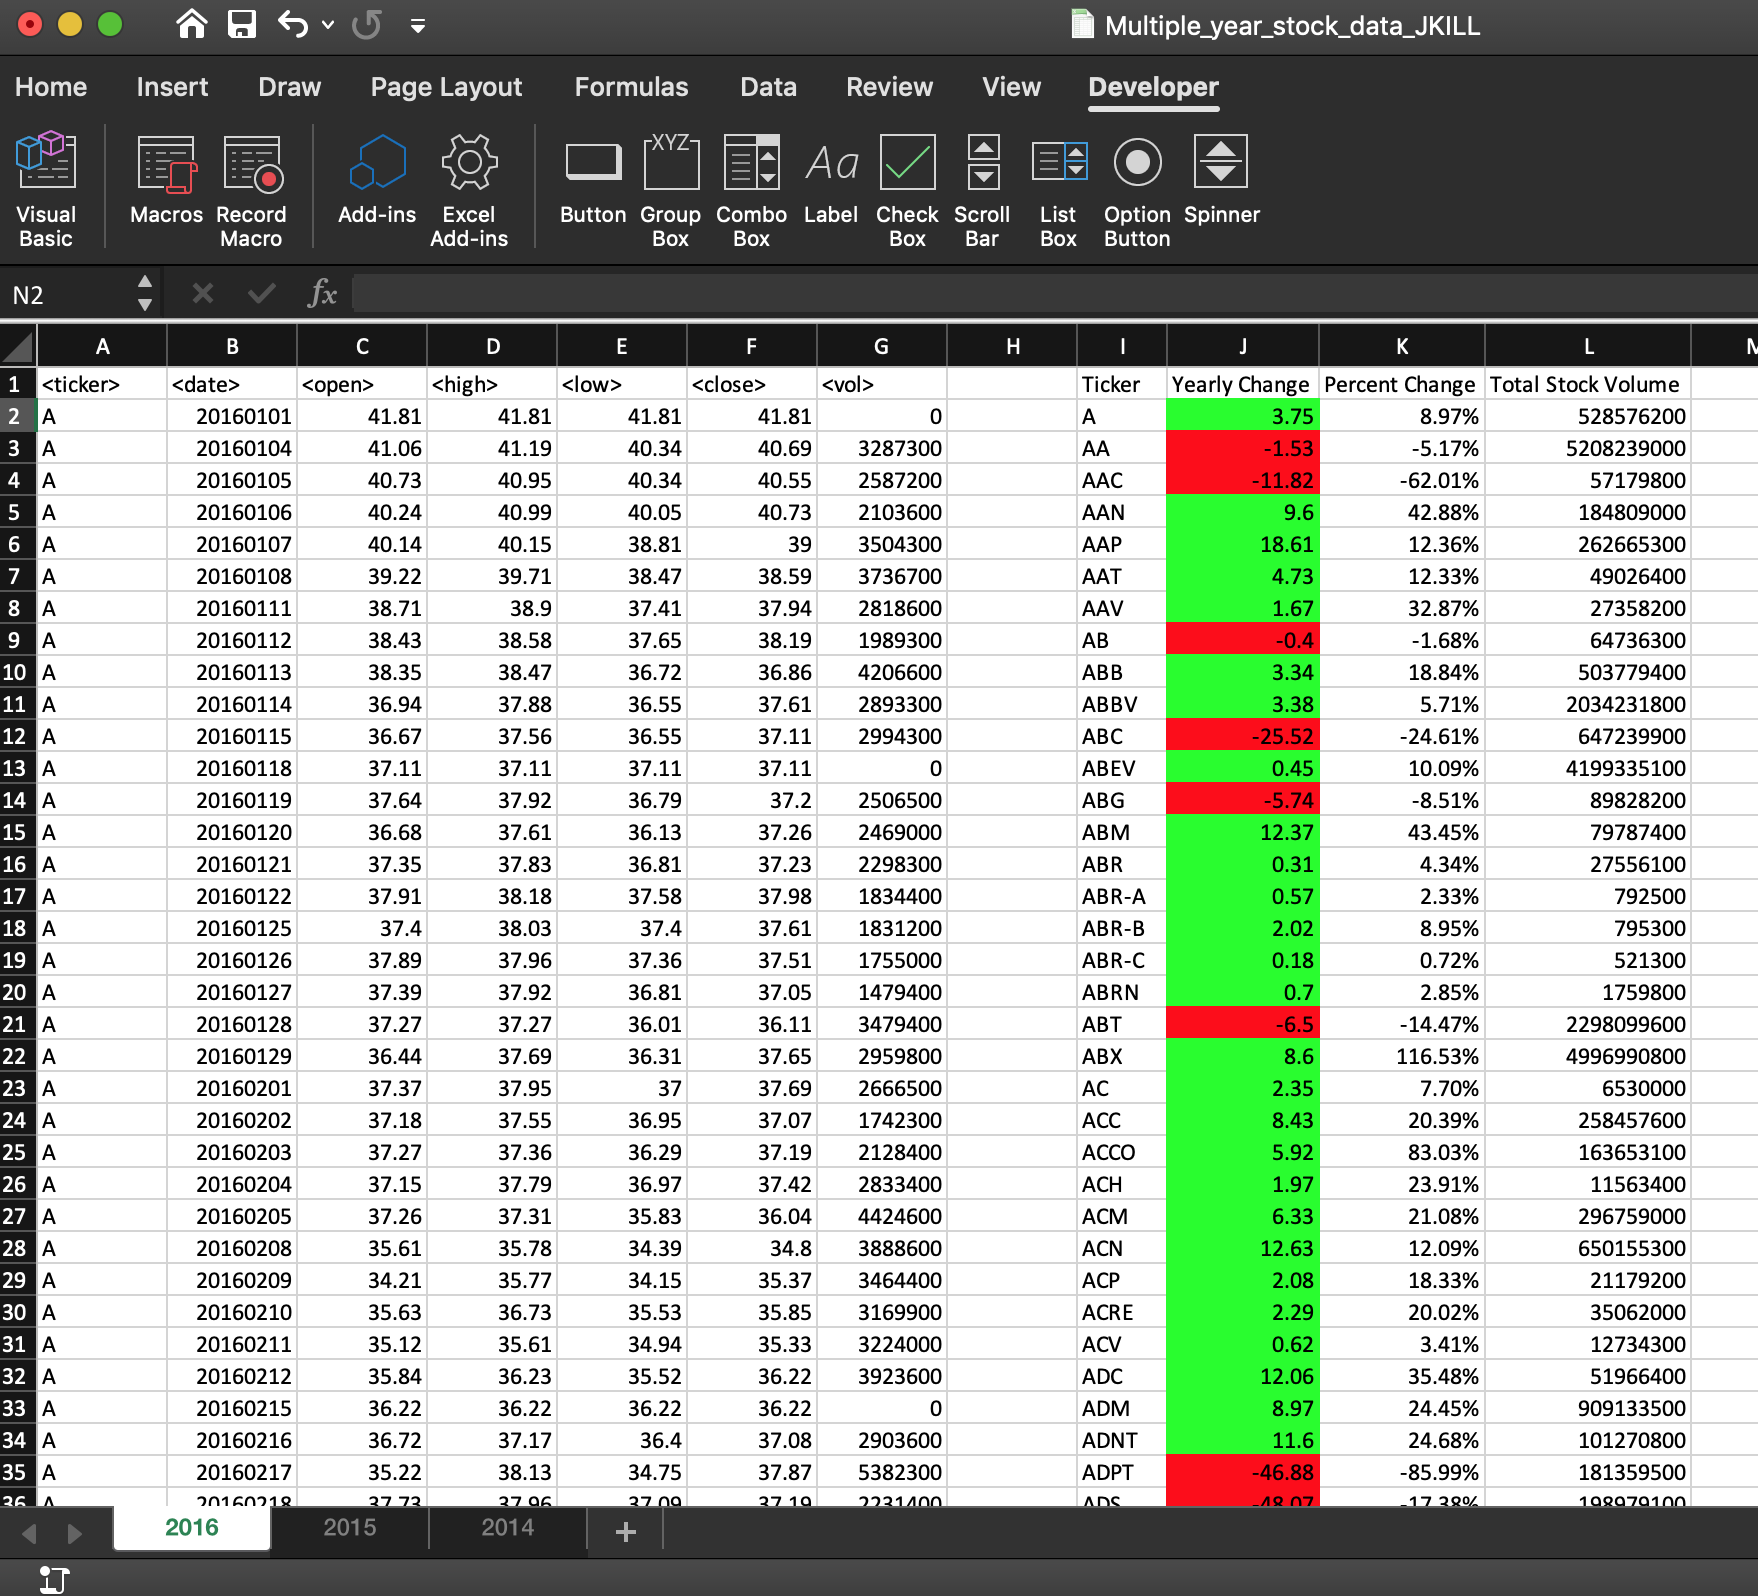 Multiple_year_stock_data_JKILL
Home Insert Draw Page Layout Formulas Data Review View Developer
XYZ Aa
Visual Basic Macros Record Macro Add-ins Excel Add-ins Button Group Box Combo Box Label Check Box Scroll Bar List Box Option Button Spinner
N2 fx
A B C D E F G H I J K L
1 <ticker> <date> <open> <high> <low> <close> <vol> Ticker Yearly Change Percent Change Total Stock Volume
2 A 20160101 41.81 41.81 41.81 41.81 0 A 3.75 8.97% 528576200
3 A 20160104 41.06 41.19 40.34 40.69 3287300 AA -1.53 -5.17% 5208239000
4 A 20160105 40.73 40.95 40.34 40.55 2587200 AAC -11.82 -62.01% 57179800
5 A 20160106 40.24 40.99 40.05 40.73 2103600 AAN 9.6 42.88% 184809000
6 A 20160107 40.14 40.15 38.81 39 3504300 AAP 18.61 12.36% 262665300
7 A 20160108 39.22 39.71 38.47 38.59 3736700 AAT 4.73 12.33% 49026400
8 A 20160111 38.71 38.9 37.41 37.94 2818600 AAV 1.67 32.87% 27358200
9 A 20160112 38.43 38.58 37.65 38.19 1989300 AB -0.4 -1.68% 64736300
10 A 20160113 38.35 38.47 36.72 36.86 4206600 ABB 3.34 18.84% 503779400
11 A 20160114 36.94 37.88 36.55 37.61 2893300 ABBV 3.38 5.71% 2034231800
12 A 20160115 36.67 37.56 36.55 37.11 2994300 ABC -25.52 -24.61% 647239900
13 A 20160118 37.11 37.11 37.11 37.11 0 ABEV 0.45 10.09% 4199335100
14 A 20160119 37.64 37.92 36.79 37.2 2506500 ABG -5.74 -8.51% 89828200
15 A 20160120 36.68 37.61 36.13 37.26 2469000 ABM 12.37 43.45% 79787400
16 A 20160121 37.35 37.83 36.81 37.23 2298300 ABR 0.31 4.34% 27556100
17 A 20160122 37.91 38.18 37.58 37.98 1834400 ABR-A 0.57 2.33% 792500
18 A 20160125 37.4 38.03 37.4 37.61 1831200 ABR-B 2.02 8.95% 795300
19 A 20160126 37.89 37.96 37.36 37.51 1755000 ABR-C 0.18 0.72% 521300
20 A 20160127 37.39 37.92 36.81 37.05 1479400 ABRN 0.7 2.85% 1759800
21 A 20160128 37.27 37.27 36.01 36.11 3479400 ABT -6.5 -14.47% 2298099600
22 A 20160129 36.44 37.69 36.31 37.65 2959800 ABX 8.6 116.53% 4996990800
23 A 20160201 37.37 37.95 37 37.69 2666500 AC 2.35 7.70% 6530000
24 A 20160202 37.18 37.55 36.95 37.07 1742300 ACC 8.43 20.39% 258457600
25 A 20160203 37.27 37.36 36.29 37.19 2128400 ACCO 5.92 83.03% 163653100
26 A 20160204 37.15 37.79 36.97 37.42 2833400 ACH 1.97 23.91% 11563400
27 A 20160205 37.26 37.31 35.83 36.04 4424600 ACM 6.33 21.08% 296759000
28 A 20160208 35.61 35.78 34.39 34.8 3888600 ACN 12.63 12.09% 650155300
29 A 20160209 34.21 35.77 34.15 35.37 3464400 ACP 2.08 18.33% 21179200
30 A 20160210 35.63 36.73 35.53 35.85 3169900 ACRE 2.29 20.02% 35062000
31 A 20160211 35.12 35.61 34.94 35.33 3224000 ACV 0.62 3.41% 12734300
32 A 20160212 35.84 36.23 35.52 36.22 3923600 ADC 12.06 35.48% 51966400
33 A 20160215 36.22 36.22 36.22 36.22 0 ADM 8.97 24.45% 909133500
34 A 20160216 36.72 37.17 36.4 37.08 2903600 ADNT 11.6 24.68% 101270800
35 A 20160217 35.22 38.13 34.75 37.87 5382300 ADPT -46.88 -85.99% 181359500
36 A 20160218 37.73 37.96 37.09 37.19 2231400 ADS -48.07 -17.38% 198979100
2016 2015 2014